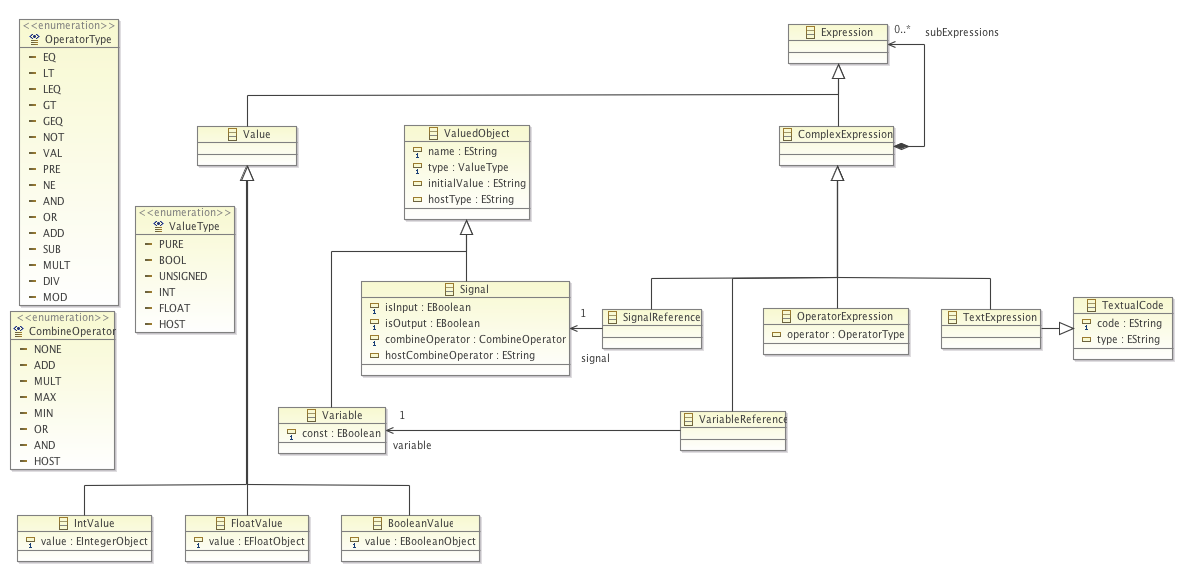 <<enumeration>>
OperatorType
EQ
LT
LEQ
GT
GEQ
NOT
VAL
PRE
NE
AND
OR
ADD
SUB
MULT
DIV
MOD
<<enumeration>>
CombineOperator
NONE
ADD
MULT
MAX
MIN
OR
AND
HOST
<<enumeration>>
ValueType
PURE
BOOL
UNSIGNED
INT
FLOAT
HOST
Expression
0..*
subExpressions
Value
ValuedObject
name : EString
type : ValueType
initialValue : EString
hostType : EString
ComplexExpression
Signal
isInput : EBoolean
isOutput : EBoolean
combineOperator : CombineOperator
hostCombineOperator : EString
1
signal
SignalReference
OperatorExpression
operator : OperatorType
TextExpression
TextualCode
code : EString
type : EString
Variable
const : EBoolean
1
variable
VariableReference
IntValue
value : EIntegerObject
FloatValue
value : EFloatObject
BooleanValue
value : EBooleanObject